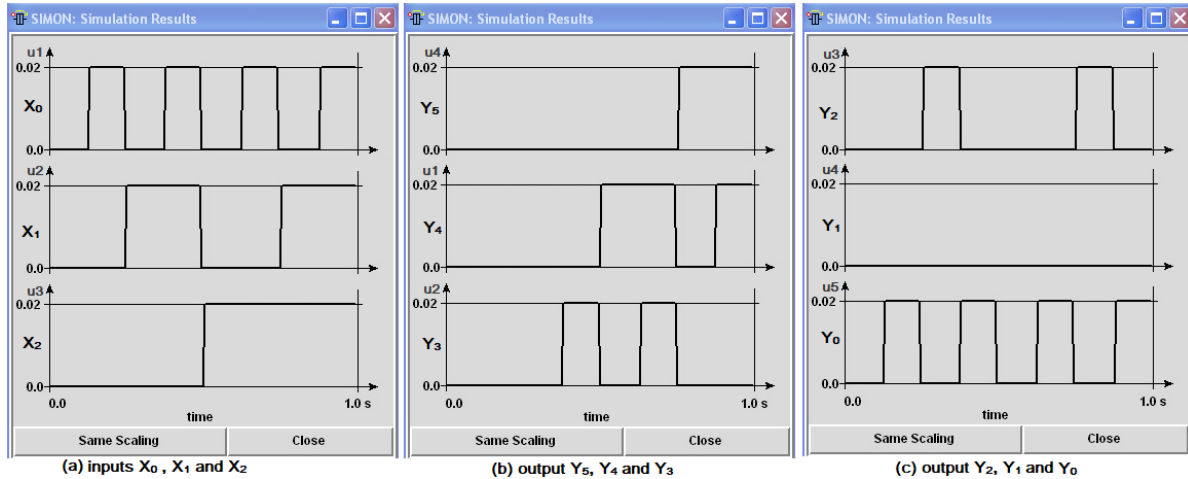 SIMON: Simulation Results
u1
0.02
X₀
0.0
u2
0.02
X₁
0.0
u3
0.02
X₂
0.0
0.0 1.0 s
time
Same Scaling Close
(a) inputs X₀ , X₁ and X₂
SIMON: Simulation Results
u4
0.02
Y₅
0.0
u1
0.02
Y₄
0.0
u2
0.02
Y₃
0.0
0.0 1.0 s
time
Same Scaling Close
(b) output Y₅, Y₄ and Y₃
SIMON: Simulation Results
u3
0.02
Y₂
0.0
u4
0.02
Y₁
0.0
u5
0.02
Y₀
0.0
0.0 1.0 s
time
Same Scaling Close
(c) output Y₂, Y₁ and Y₀